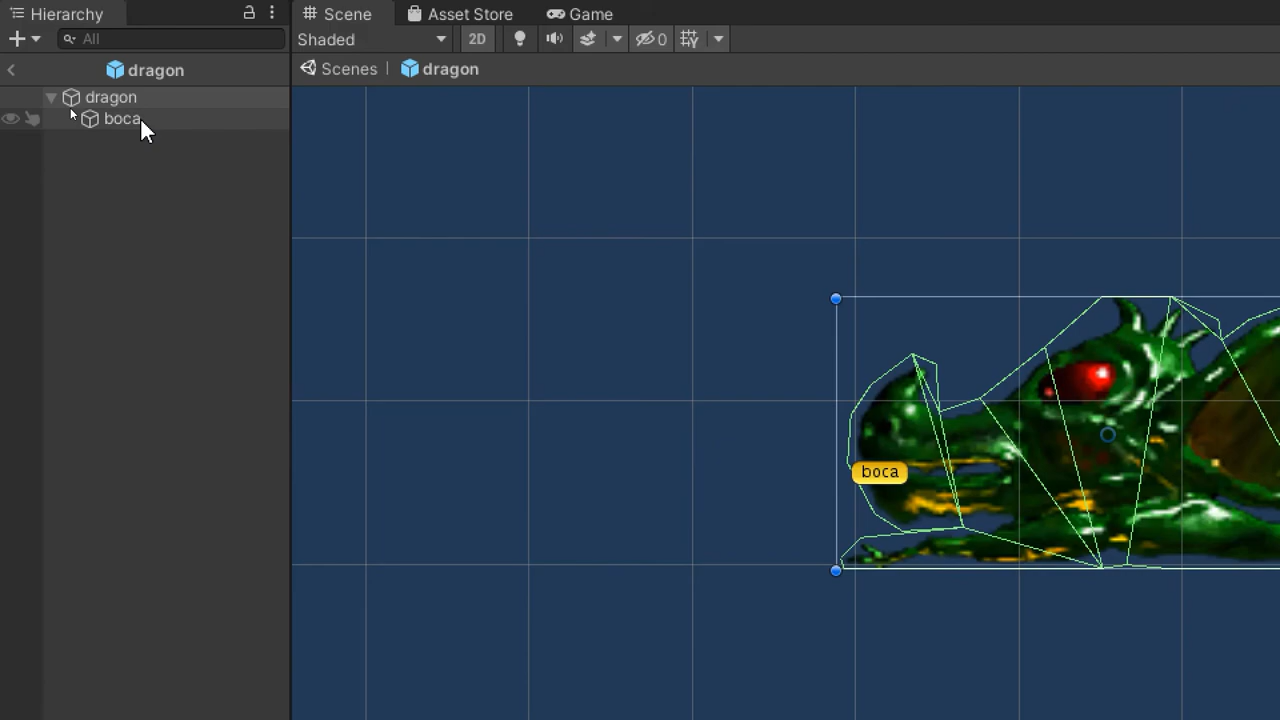 Hierarchy
All
dragon
dragon
boca
Scene
Asset Store
Game
Shaded
2D
0
Scenes
dragon
boca